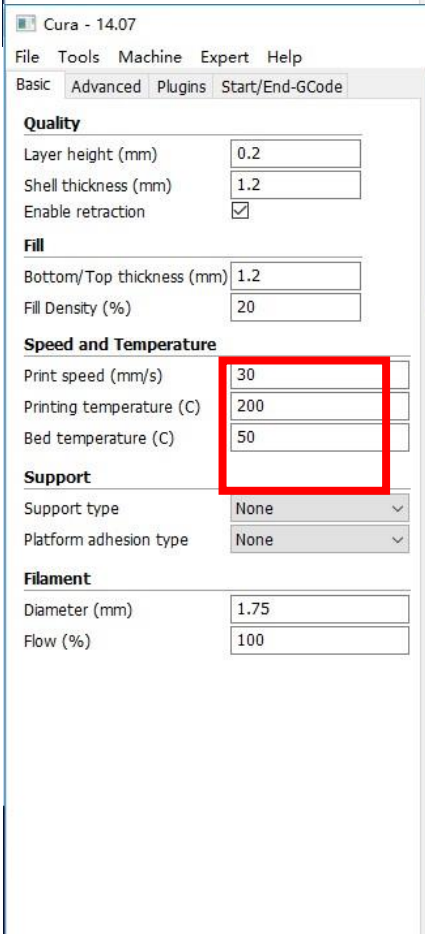 Cura - 14.07
File Tools Machine Expert Help
Basic Advanced Plugins Start/End-GCode
Quality
Layer height (mm) 0.2
Shell thickness (mm) 1.2
Enable retraction
Fill
Bottom/Top thickness (mm) 1.2
Fill Density (%) 20
Speed and Temperature
Print speed (mm/s) 30
Printing temperature (C) 200
Bed temperature (C) 50
Support
Support type None
Platform adhesion type None
Filament
Diameter (mm) 1.75
Flow (%) 100